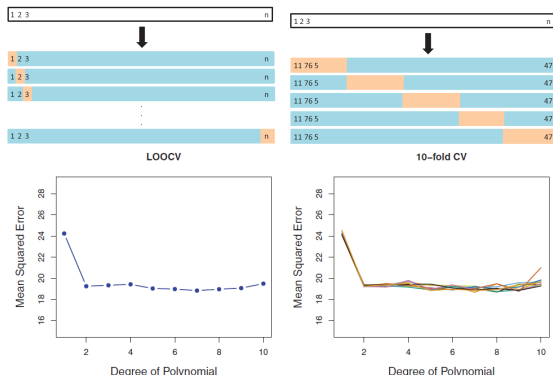 1 2 3 n
1 2 3 n
1 2 3 n
1 2 3 n
1 2 3 n
LOOCV
1 2 3 n
11 76 5 47
11 76 5 47
11 76 5 47
11 76 5 47
11 76 5 47
10−fold CV
Mean Squared Error
28
26
24
22
20
18
16
2 4 6 8 10
Degree of Polynomial
Mean Squared Error
28
26
24
22
20
18
16
2 4 6 8 10
Degree of Polynomial